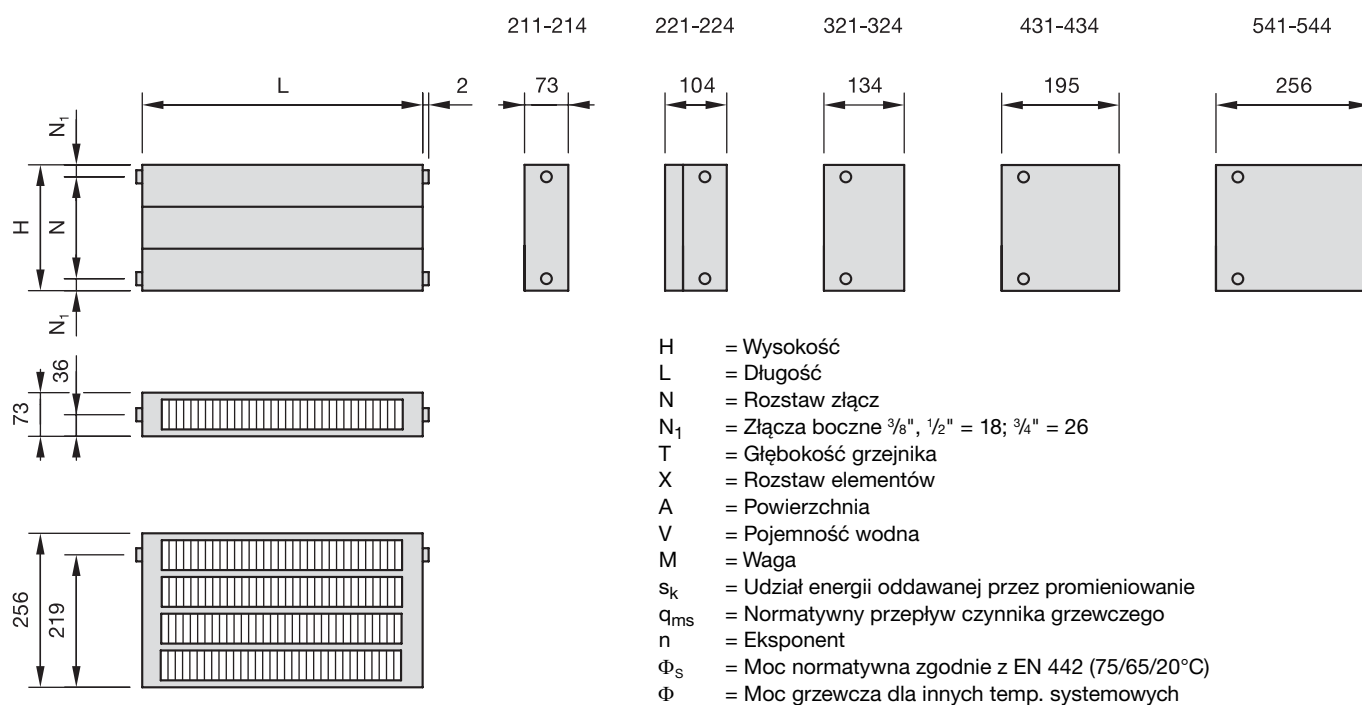 211-214 221-224 321-324 431-434 541-544
L 2 73 104 134 195 256
N₁
H N
N₁
36
73
256 219
H = Wysokość
L = Długość
N = Rozstaw złącz
N₁ = Złącza boczne ³⁄₈", ¹⁄₂" = 18; ³⁄₄" = 26
T = Głębokość grzejnika
X = Rozstaw elementów
A = Powierzchnia
V = Pojemność wodna
M = Waga
sₖ = Udział energii oddawanej przez promieniowanie
qₘₛ = Normatywny przepływ czynnika grzewczego
n = Eksponent
Φₛ = Moc normatywna zgodnie z EN 442 (75/65/20°C)
Φ = Moc grzewcza dla innych temp. systemowych